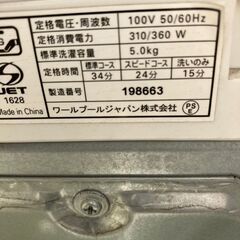 定格電圧・周波数 100V 50/60Hz
定格消費電力 310/360 W
標準洗濯容量 5.0kg
定格時間 標準コース スピードコース 洗いのみ
34分 24分 15分
製造番号 198663
ワールプールジャパン株式会社
PS
E
JET
1628
Made in China